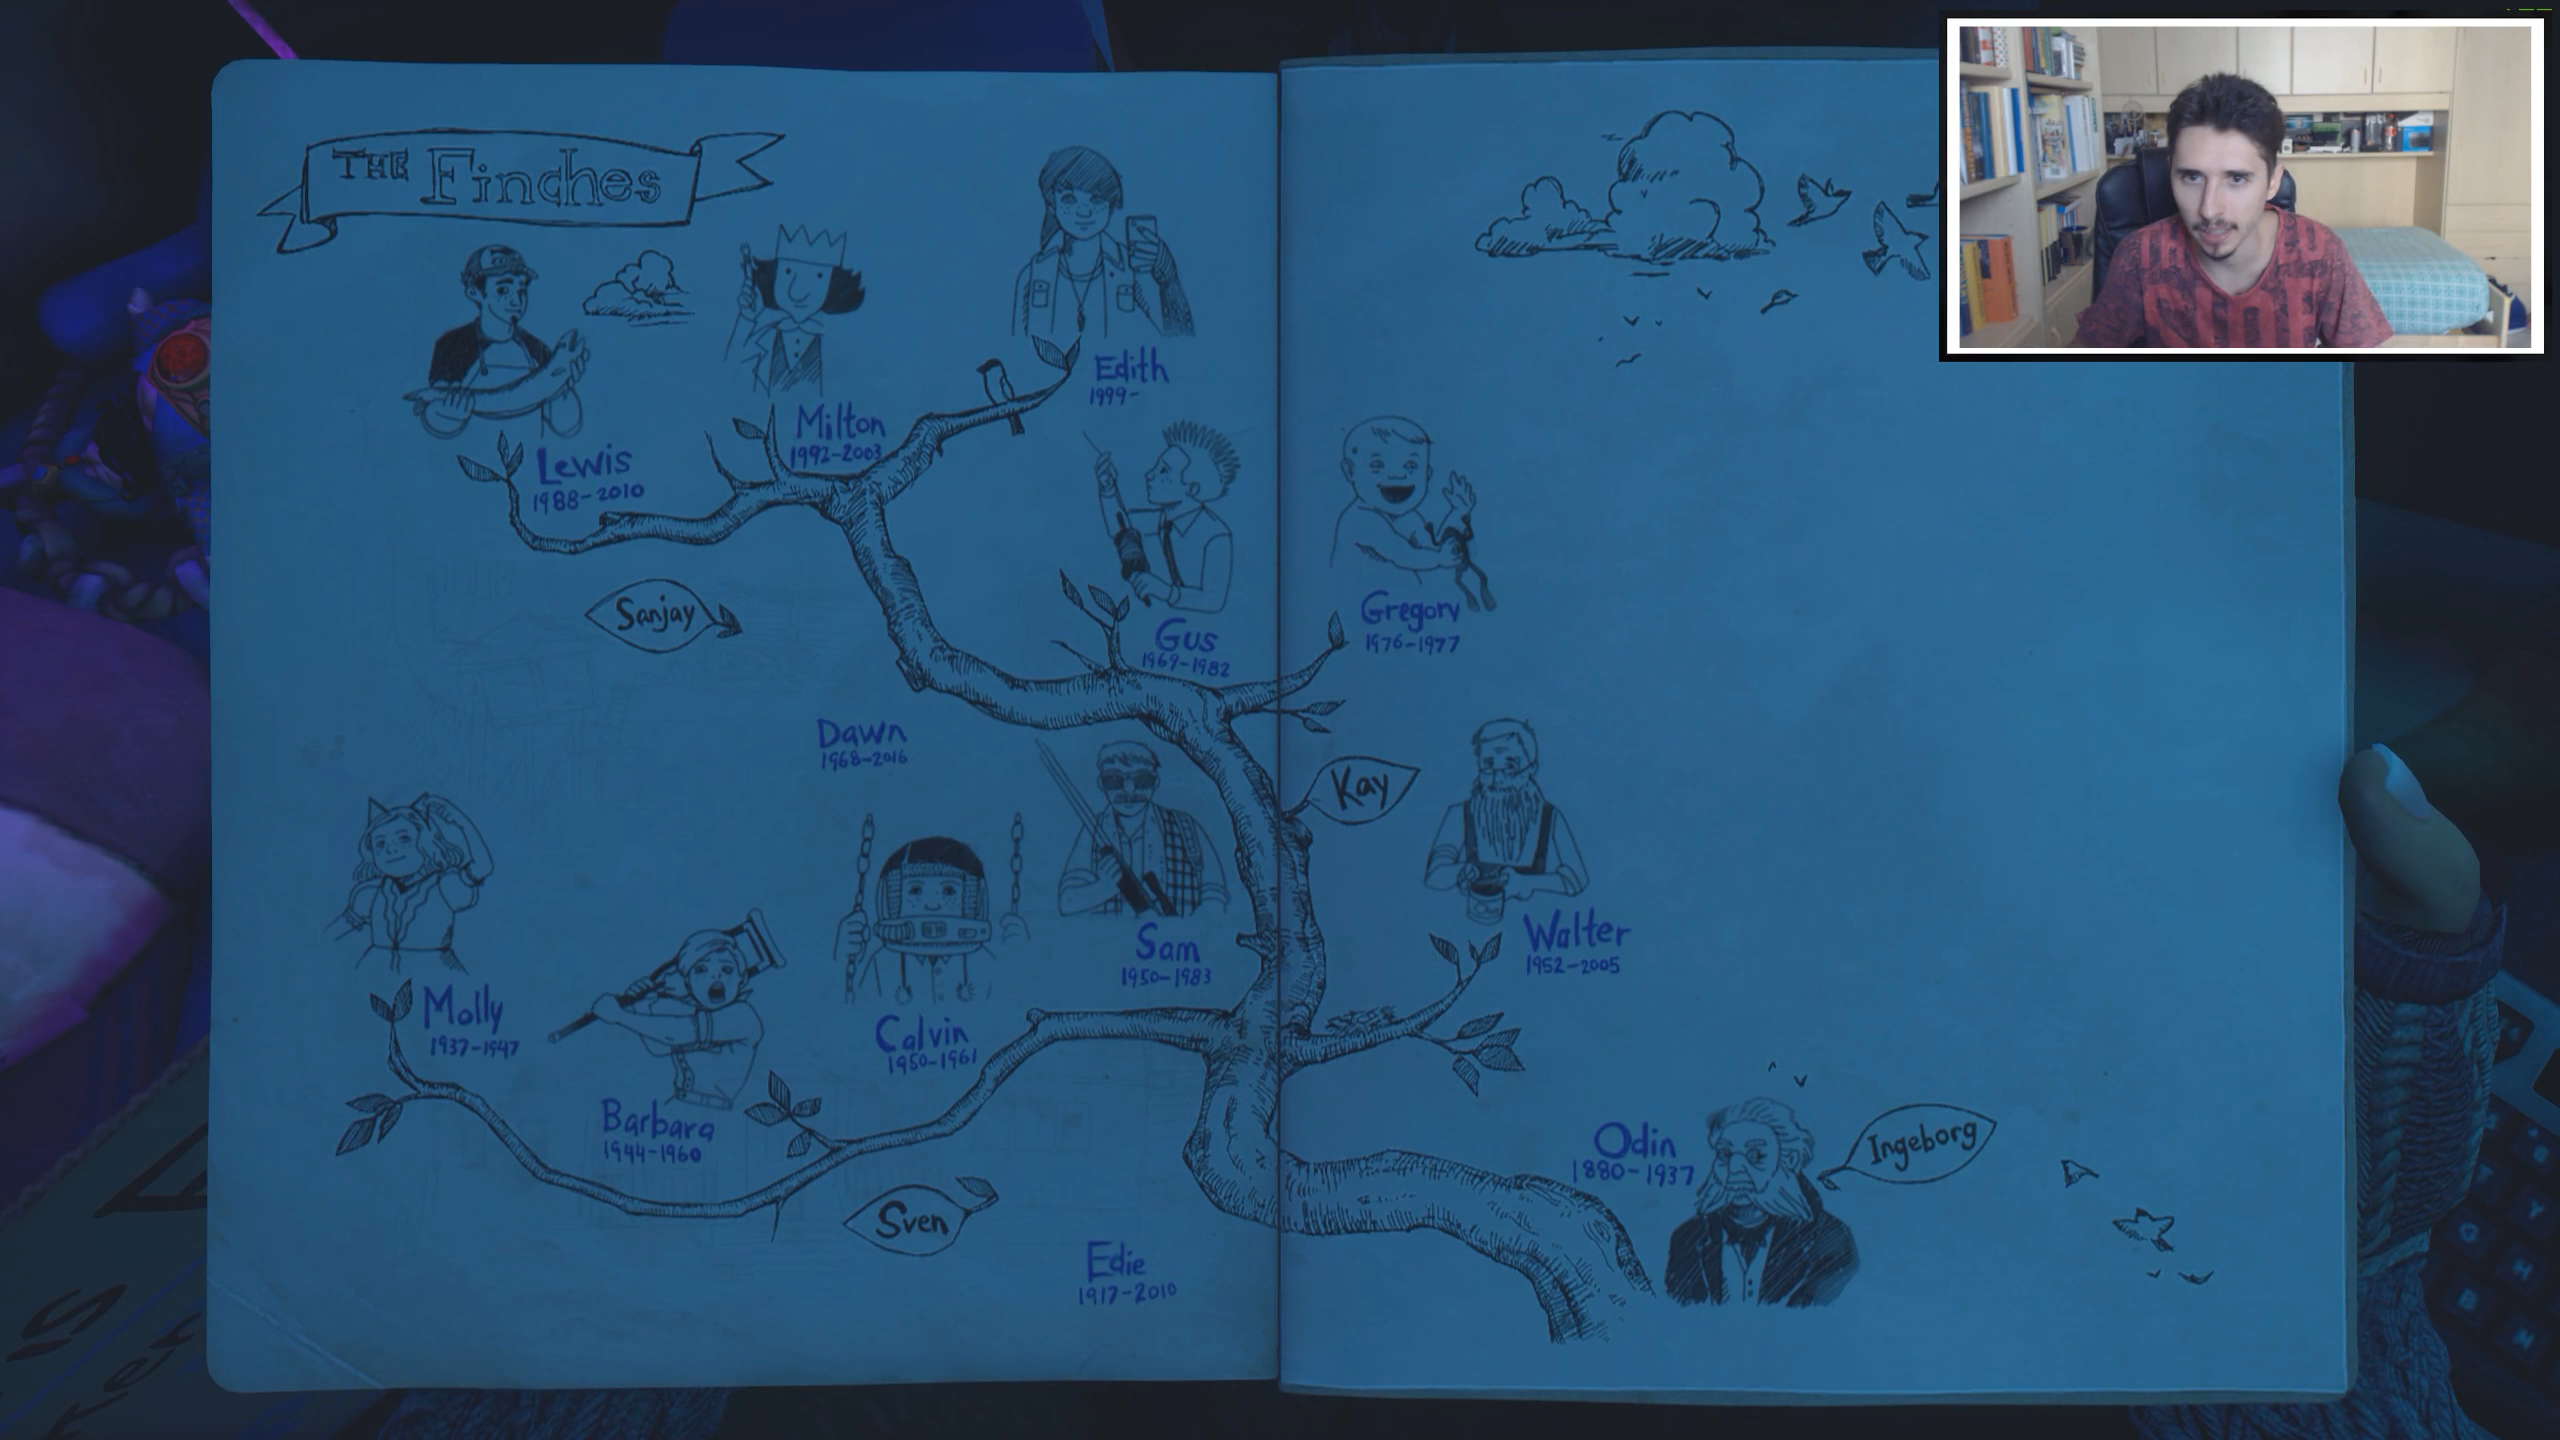 THE Finches
Edith
1999-
Milton
1992-2003
Lewis
1988-2010
Sanjay
Gus
1969-1982
Gregory
1976-1977
Dawn
1968-2016
Kay
Sam
1950-1983
Walter
1952-2005
Molly
1937-1947
Calvin
1950-1961
Barbara
1944-1960
Sven
Edie
1917-2010
Odin
1880-1937
Ingeborg